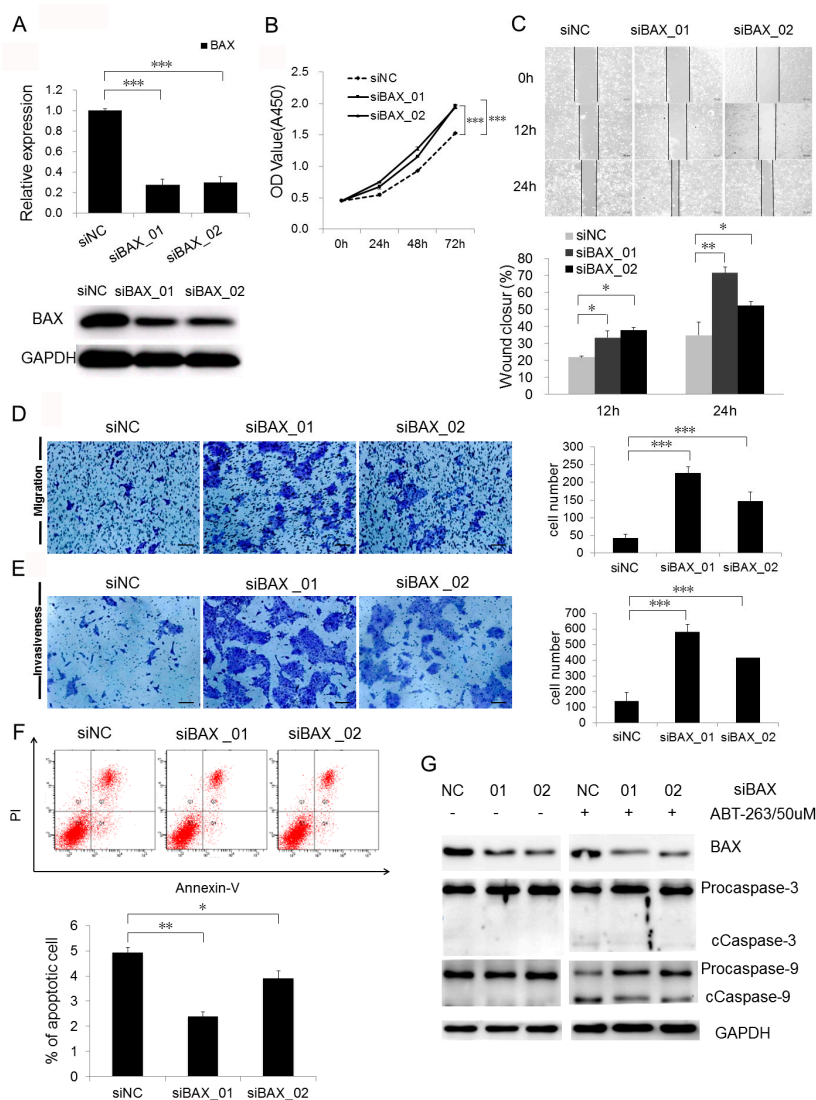 A
BAX
***
***
Relative expression
1.2
1.0
0.8
0.6
0.4
0.2
0.0
siNC
siBAX_01
siBAX_02
siNC siBAX_01 siBAX_02
BAX
GAPDH
B
OD Value(A450)
2.5
2.0
1.5
1.0
0.5
0.0
siNC
siBAX_01
siBAX_02
*** ***
0h 24h 48h 72h
C
siNC siBAX_01 siBAX_02
0h
12h
24h
siNC
siBAX_01
siBAX_02
Wound closur (%)
90
80
70
60
50
40
30
20
10
0
*
*
*
**
12h 24h
D
siNC siBAX_01 siBAX_02
Migration
cell number
300
250
200
150
100
50
0
***
***
siNC siBAX_01 siBAX_02
E
siNC siBAX _01 siBAX _02
Invasiveness
cell number
700
600
500
400
300
200
100
0
***
***
siNC siBAX_01 siBAX_02
F
siNC siBAX _01 siBAX _02
PI
Annexin-V
% of apoptotic cell
6
5
4
3
2
1
0
*
**
siNC siBAX_01 siBAX_02
G
NC 01 02 NC 01 02 siBAX
- - - + + + ABT-263/50uM
BAX
Procaspase-3
cCaspase-3
Procaspase-9
cCaspase-9
GAPDH